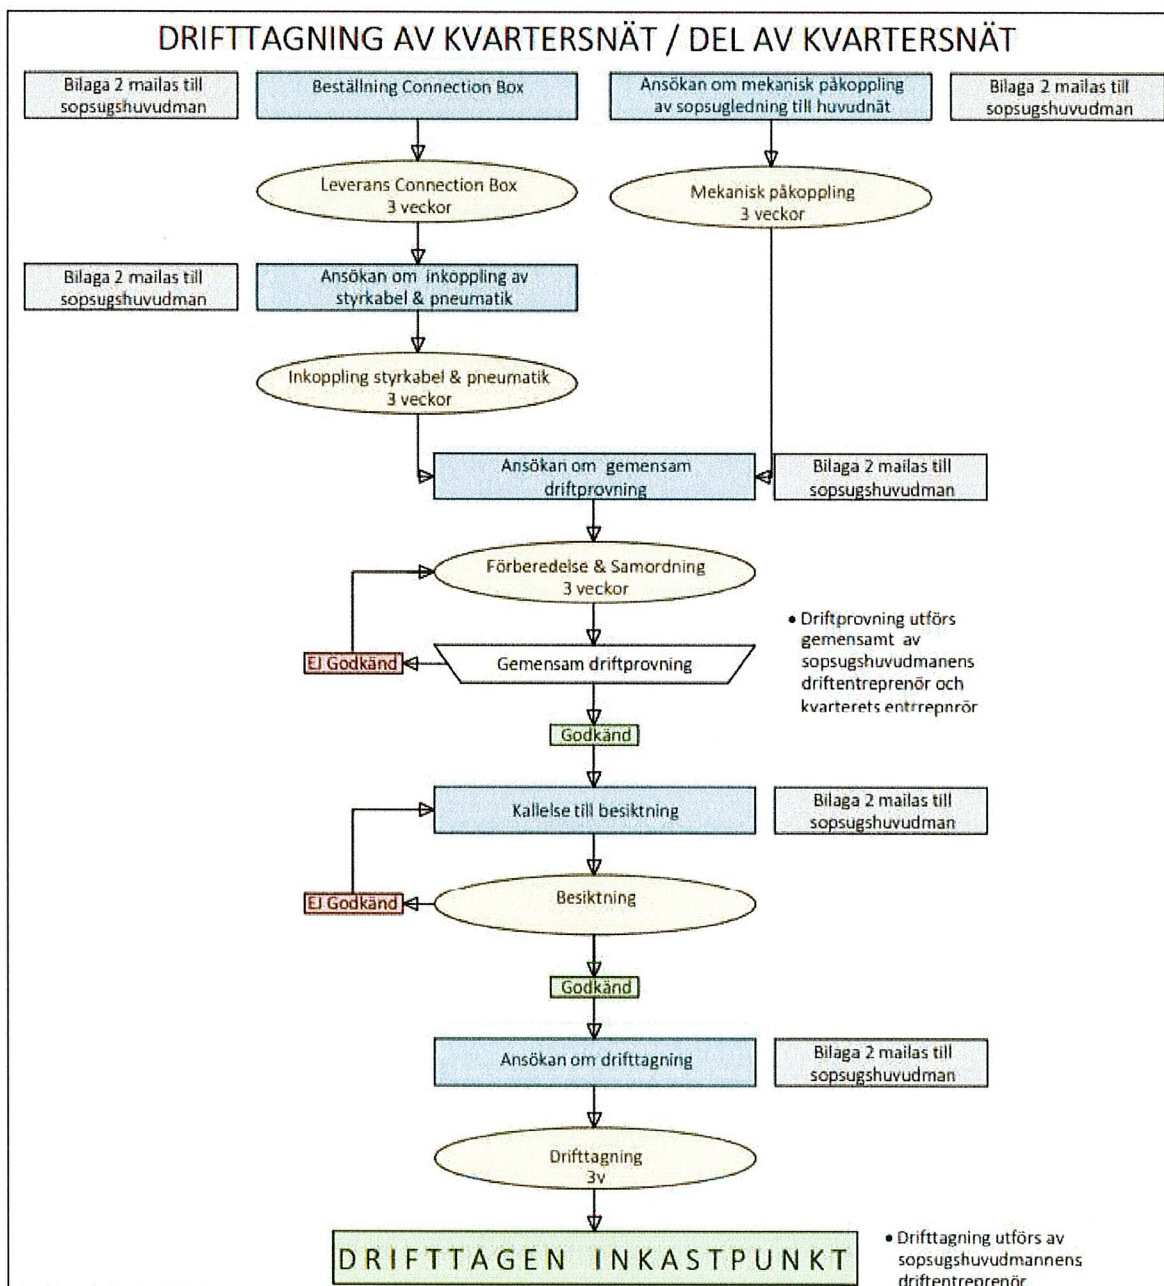 DRIFTTAGNING AV KVARTERSNÄT / DEL AV KVARTERSNÄT
Bilaga 2 mailas till
sopsugshuvudman
Beställning Connection Box
Ansökan om mekanisk påkoppling
av sopsugledning till huvudnät
Bilaga 2 mailas till
sopsugshuvudman
Leverans Connection Box
3 veckor
Mekanisk påkoppling
3 veckor
Bilaga 2 mailas till
sopsugshuvudman
Ansökan om inkoppling av
styrkabel & pneumatik
Inkoppling styrkabel & pneumatik
3 veckor
Ansökan om gemensam
driftprovning
Bilaga 2 mailas till
sopsugshuvudman
Förberedelse & Samordning
3 veckor
EJ Godkänd
Gemensam driftprovning
• Driftprovning utförs
gemensamt av
sopsugshuvudmanens
driftentreprenör och
kvarterets entrrepnrör
Godkänd
Kallelse till besiktning
Bilaga 2 mailas till
sopsugshuvudman
EJ Godkänd
Besiktning
Godkänd
Ansökan om drifttagning
Bilaga 2 mailas till
sopsugshuvudman
Drifttagning
3v
DRIFTTAGEN INKASTPUNKT
• Drifttagning utförs av
sopsugshuvudmannens
driftentreprenör